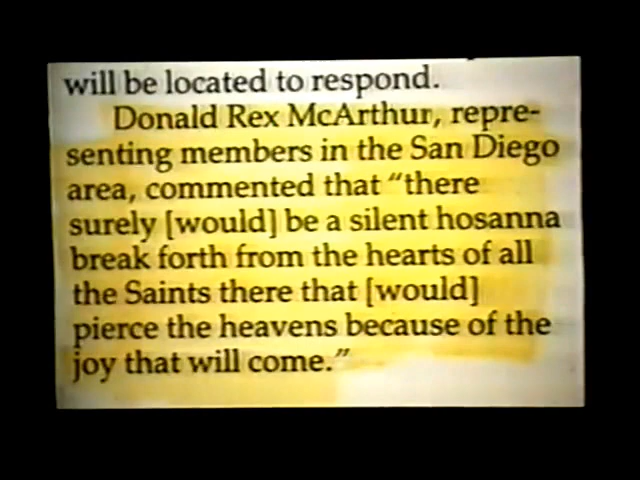 will be located to respond.
Donald Rex McArthur, repre-
senting members in the San Diego
area, commented that “there
surely [would] be a silent hosanna
break forth from the hearts of all
the Saints there that [would]
pierce the heavens because of the
joy that will come.”